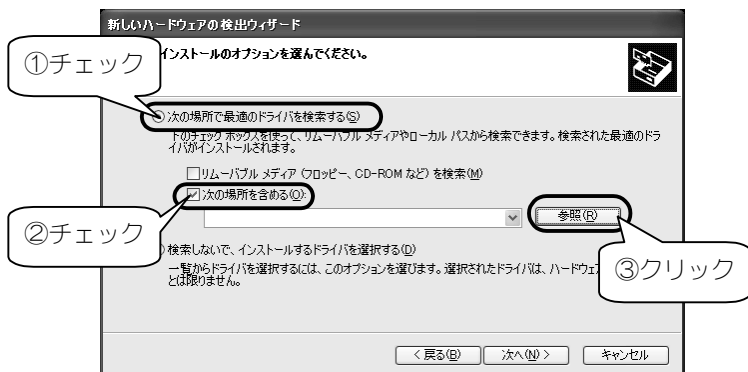 新しいハードウェアの検出ウィザード
①チェック
インストールのオプションを選んでください。
次の場所で最適のドライバを検索する(S)
下のチェック ボックスを使って、リムーバブル メディアやローカル パスから検索できます。検索された最適のドラ
イバがインストールされます。
リムーバブル メディア (フロッピー、CD-ROM など) を検索(M)
次の場所を含める(O):
②チェック
参照(R)
検索しないで、インストールするドライバを選択する(D)
一覧からドライバを選択するには、このオプションを選びます。選択されたドライバは、ハードウェア
とは限りません。
③クリック
< 戻る(B)
次へ(N) >
キャンセル